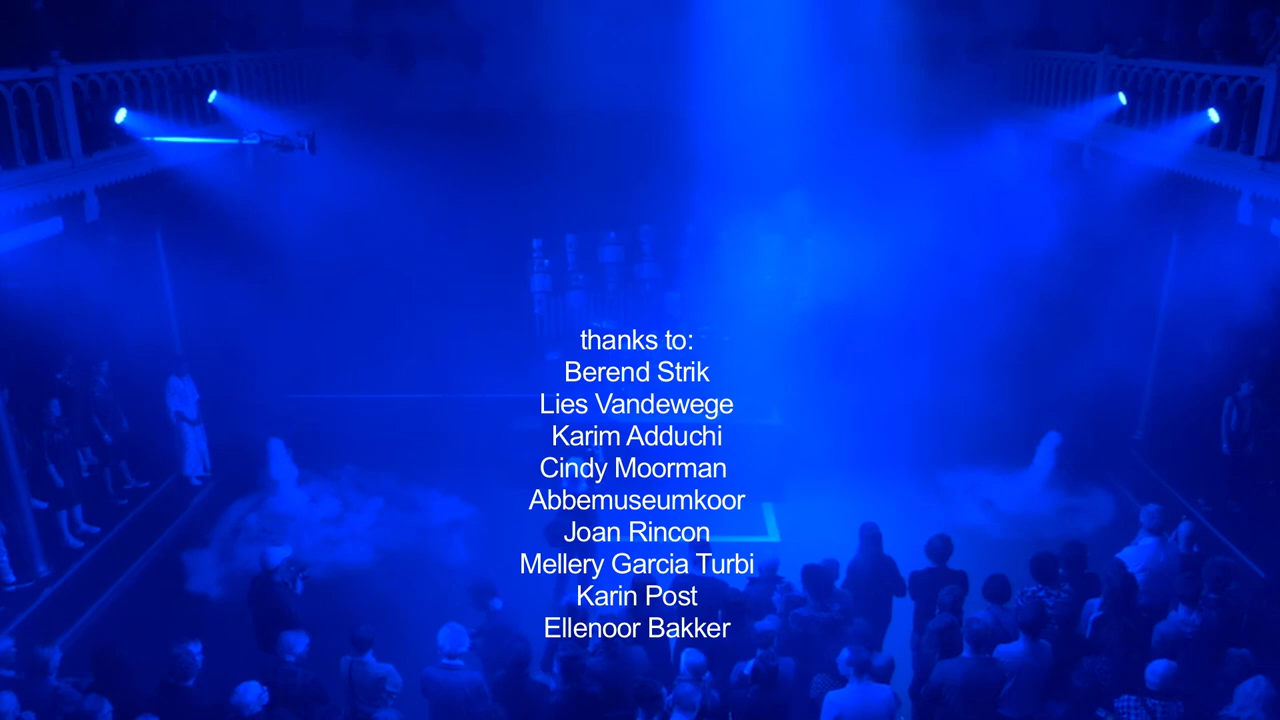 thanks to:
Berend Strik
Lies Vandewege
Karim Adduchi
Cindy Moorman
Abbemuseumkoor
Joan Rincon
Mellery Garcia Turbi
Karin Post
Ellenoor Bakker